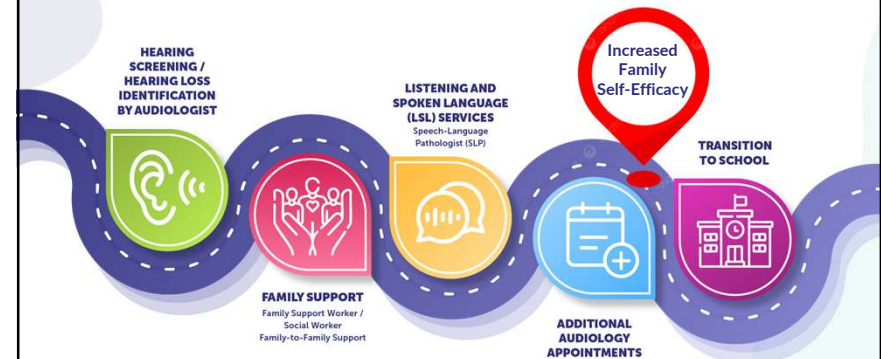 HEARING
SCREENING /
HEARING LOSS
IDENTIFICATION
BY AUDIOLOGIST
FAMILY SUPPORT
Family Support Worker /
Social Worker
Family-to-Family Support
LISTENING AND
SPOKEN LANGUAGE
(LSL) SERVICES
Speech-Language
Pathologist (SLP)
ADDITIONAL
AUDIOLOGY
APPOINTMENTS
Increased
Family
Self-Efficacy
TRANSITION
TO SCHOOL